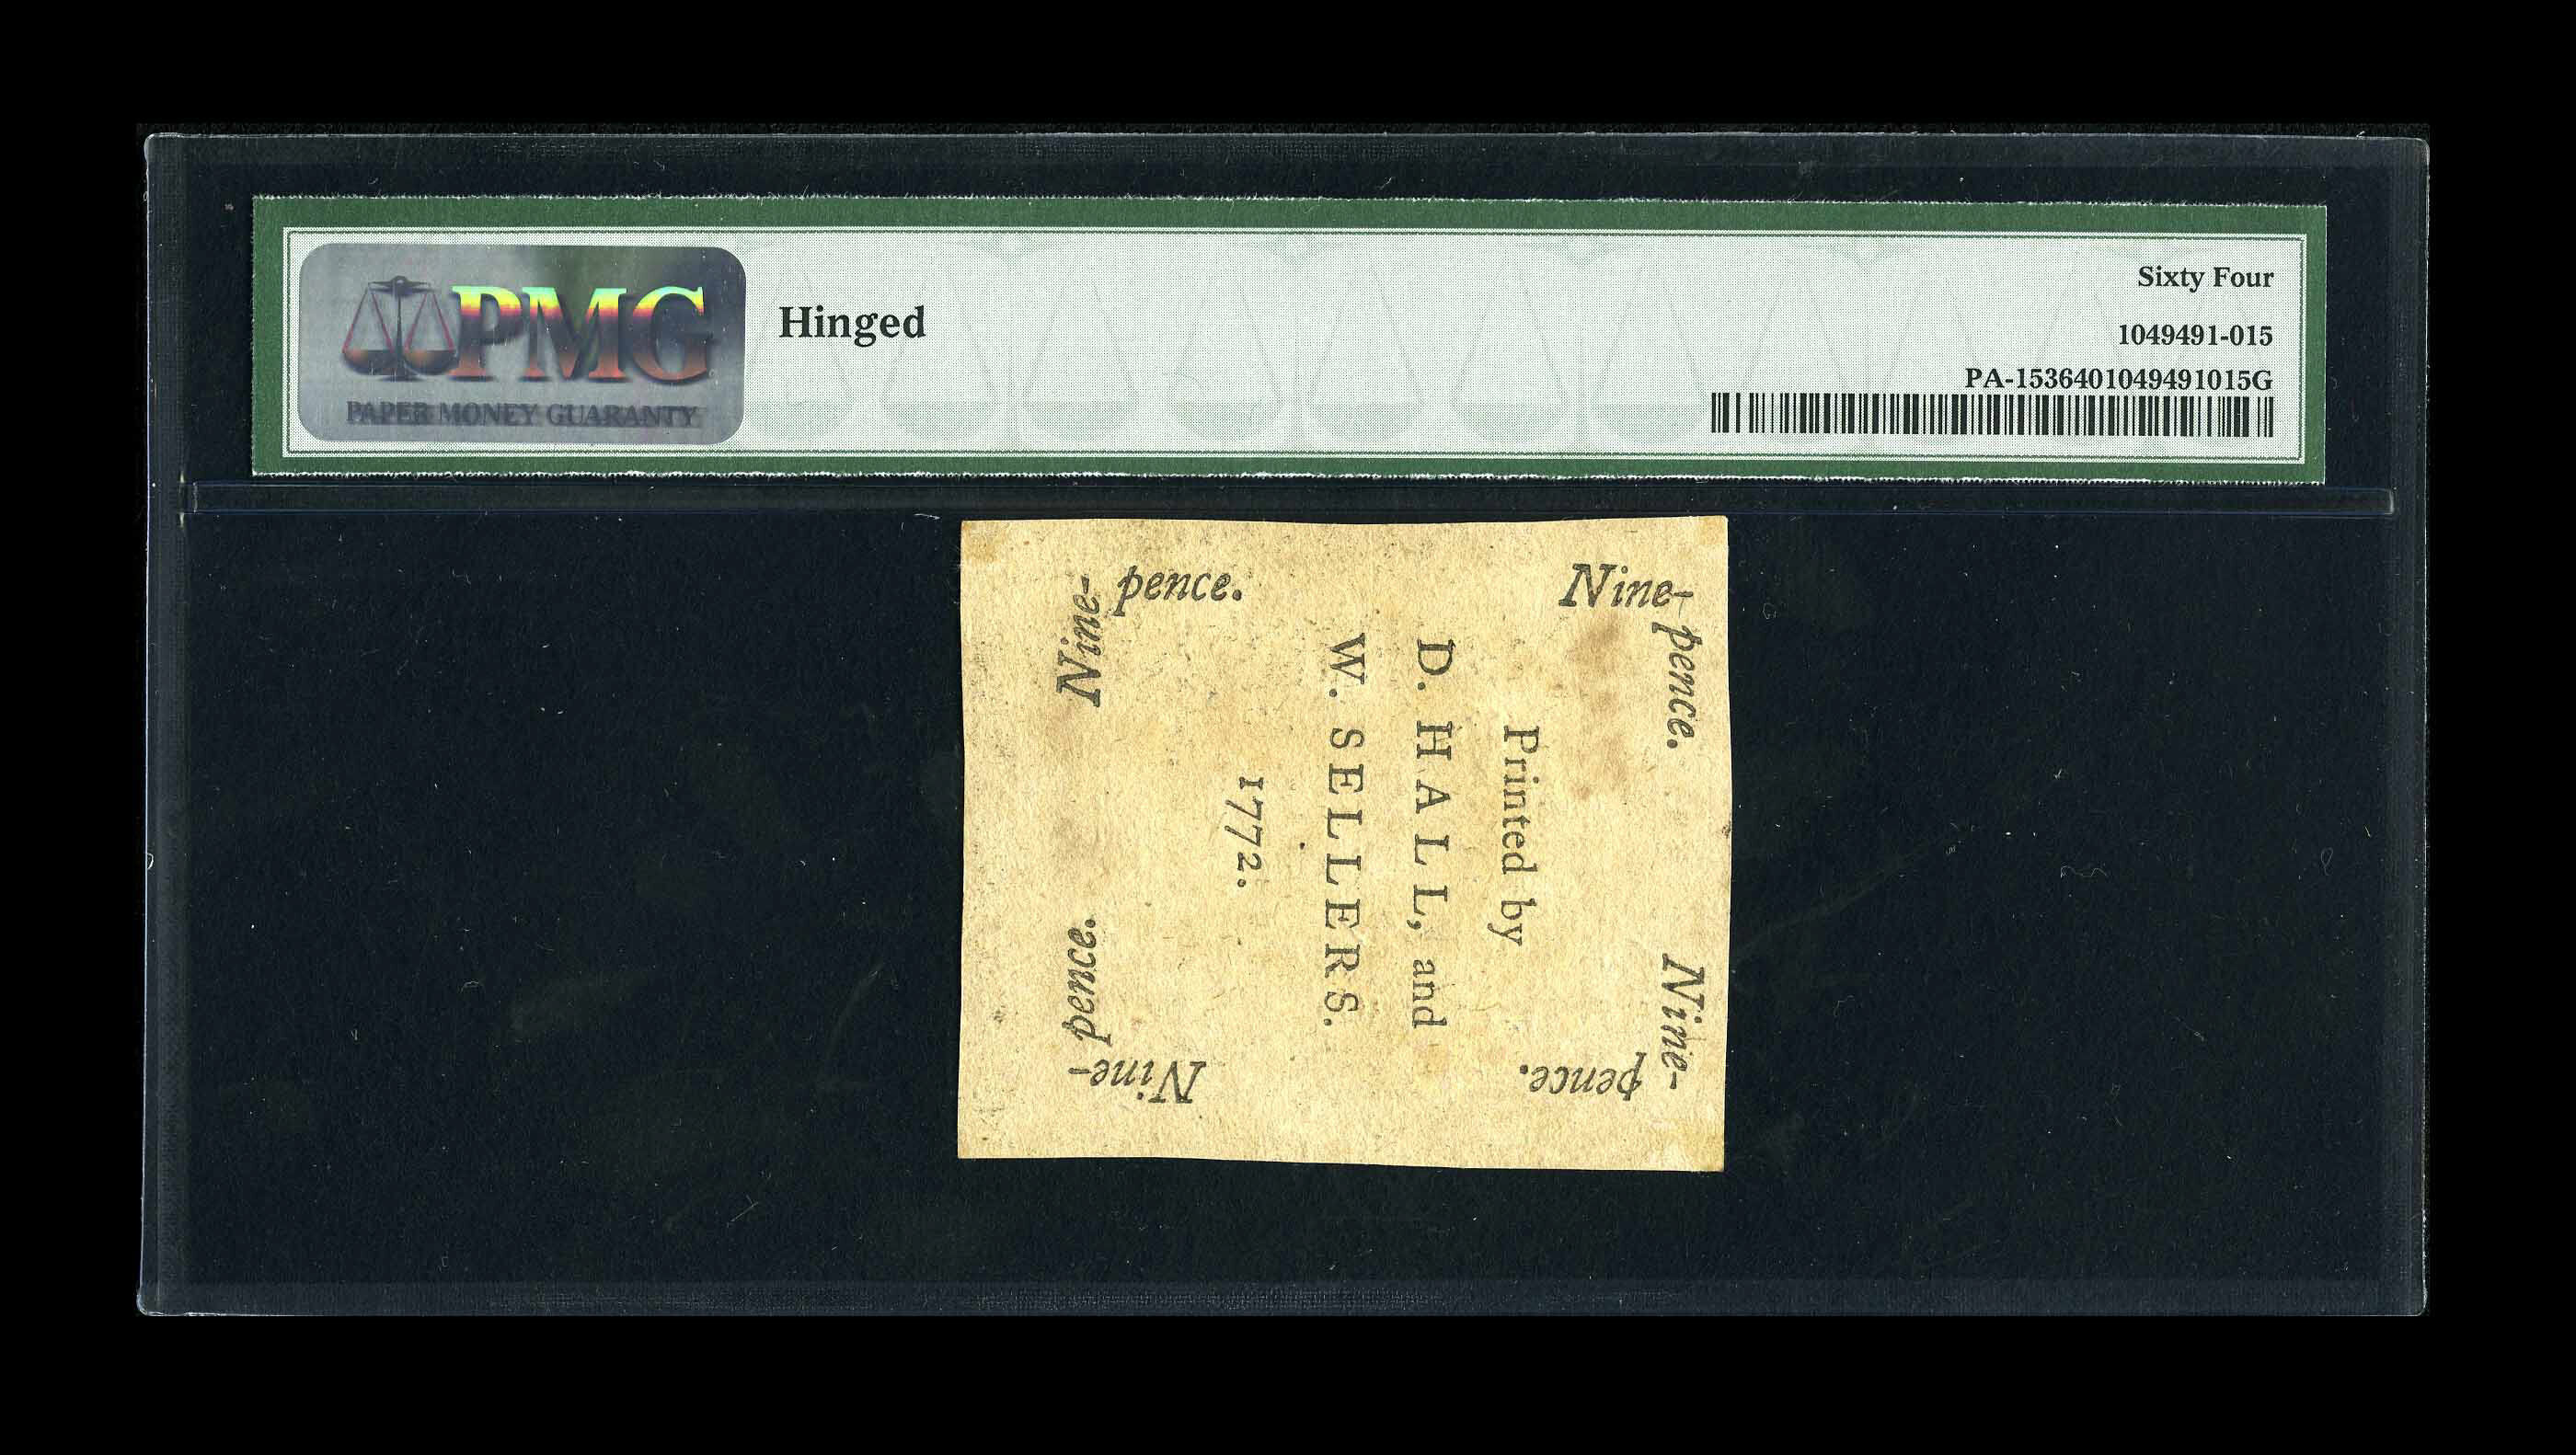 PMG
PAPER MONEY GUARANTY
Hinged
Sixty Four
1049491-015
PA-1536401049491015G
Nine-
pence.
Nine-
pence.
Printed by
D. HALL, and
W. SELLERS.
1772.
Nine-
pence.
Nine-
pence.